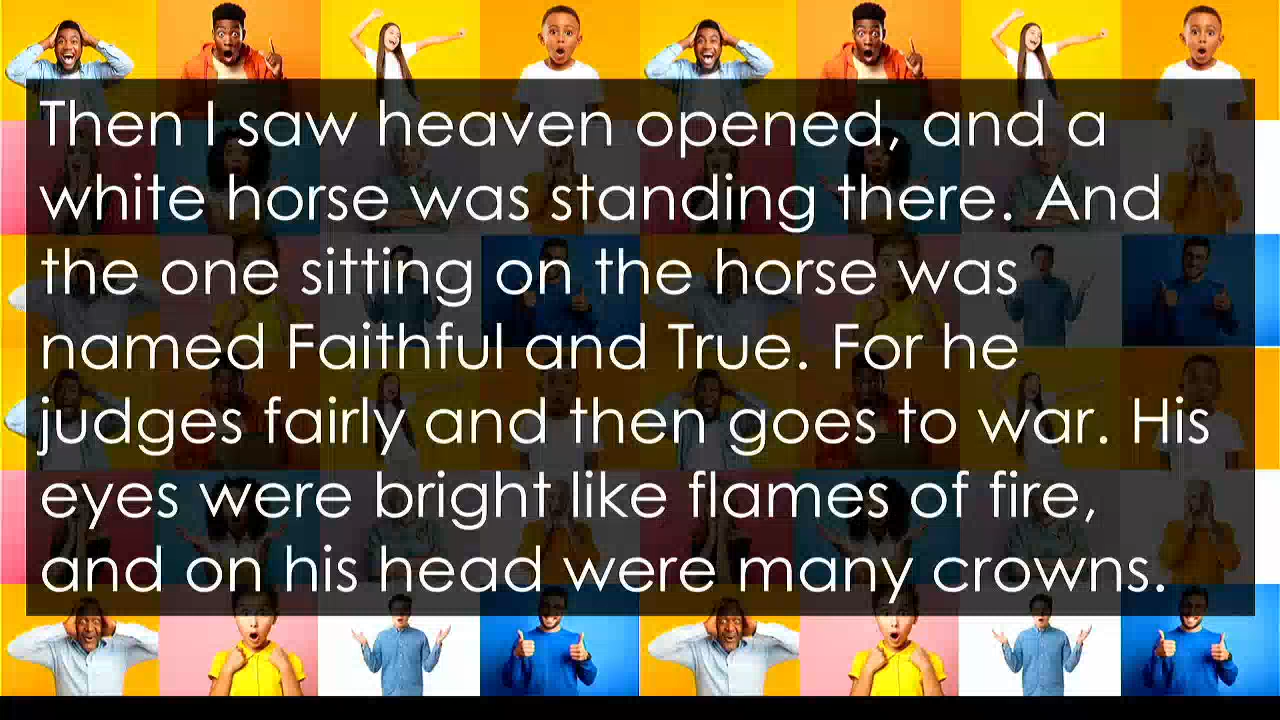 Then I saw heaven opened, and a
white horse was standing there. And
the one sitting on the horse was
named Faithful and True. For he
judges fairly and then goes to war. His
eyes were bright like flames of fire,
and on his head were many crowns.